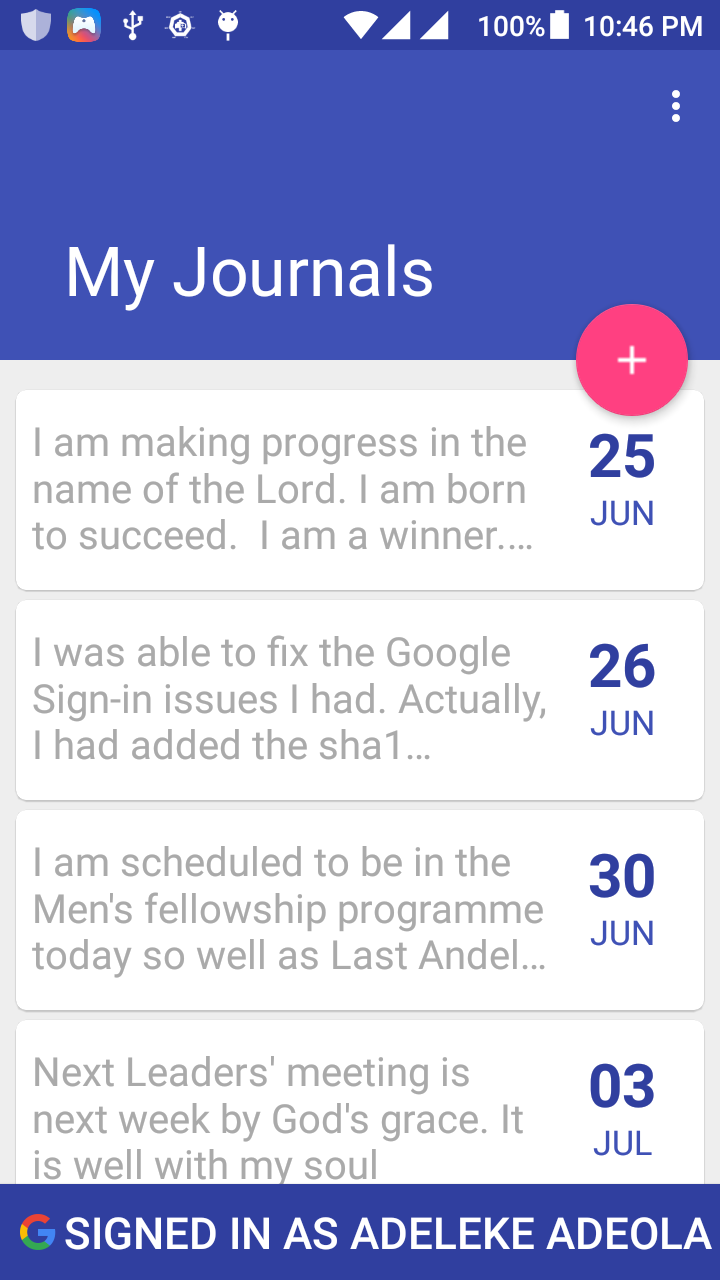 100% 10:46 PM
My Journals
I am making progress in the
name of the Lord. I am born
to succeed.  I am a winner.…
25
JUN
I was able to fix the Google
Sign-in issues I had. Actually,
I had added the sha1…
26
JUN
I am scheduled to be in the
Men's fellowship programme
today so well as Last Andel…
30
JUN
Next Leaders' meeting is
next week by God's grace. It
is well with my soul
03
JUL
SIGNED IN AS ADELEKE ADEOLA